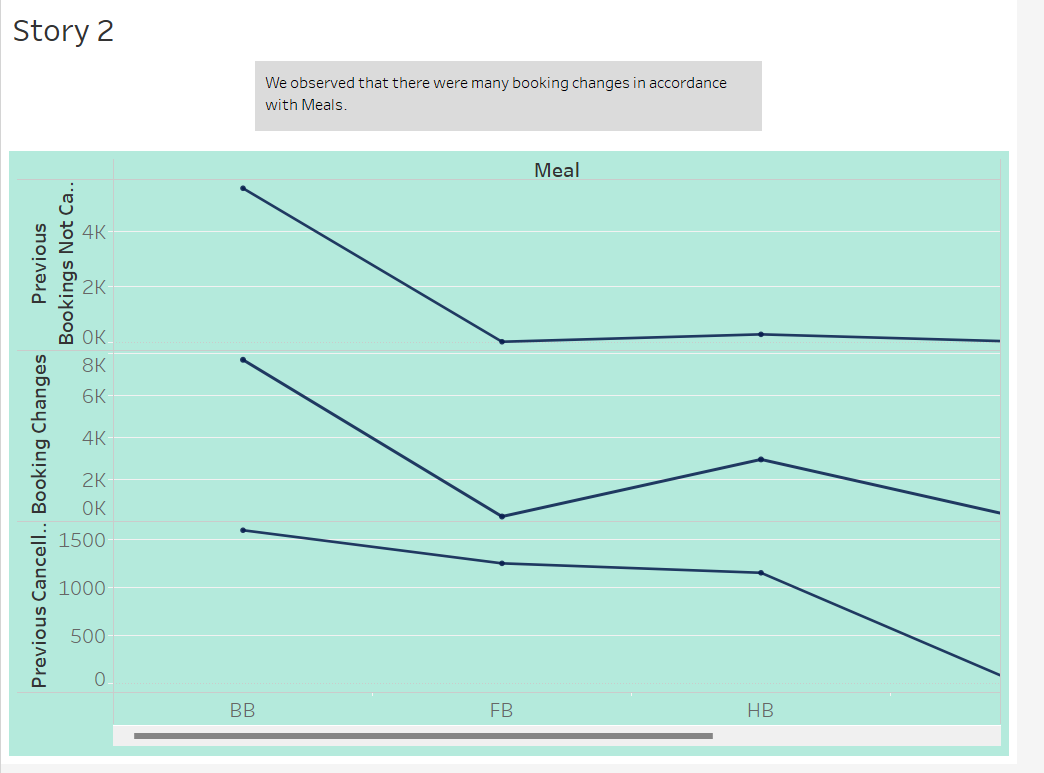 Story 2
We observed that there were many booking changes in accordance
with Meals.
Meal
Previous
Bookings Not Ca..
4K
2K
0K
Booking Changes
8K
6K
4K
2K
0K
Previous Cancell..
1500
1000
500
0
BB
FB
HB